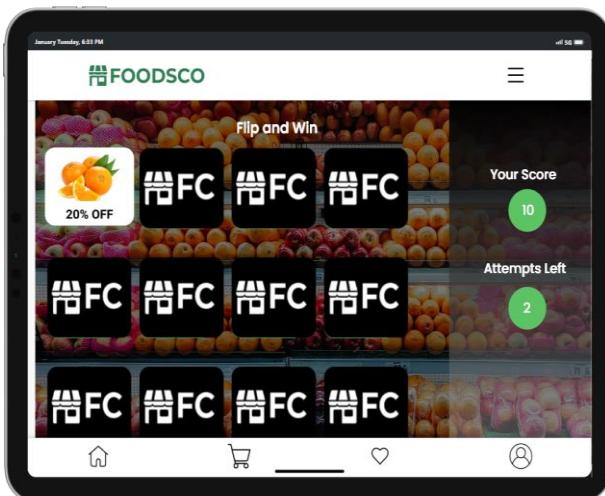 January Tuesday, 6:33 PM
5G
FOODSCO
Flip and Win
20% OFF
FC
FC
FC
Your Score
10
FC
FC
FC
FC
Attempts Left
2
FC
FC
FC
FC